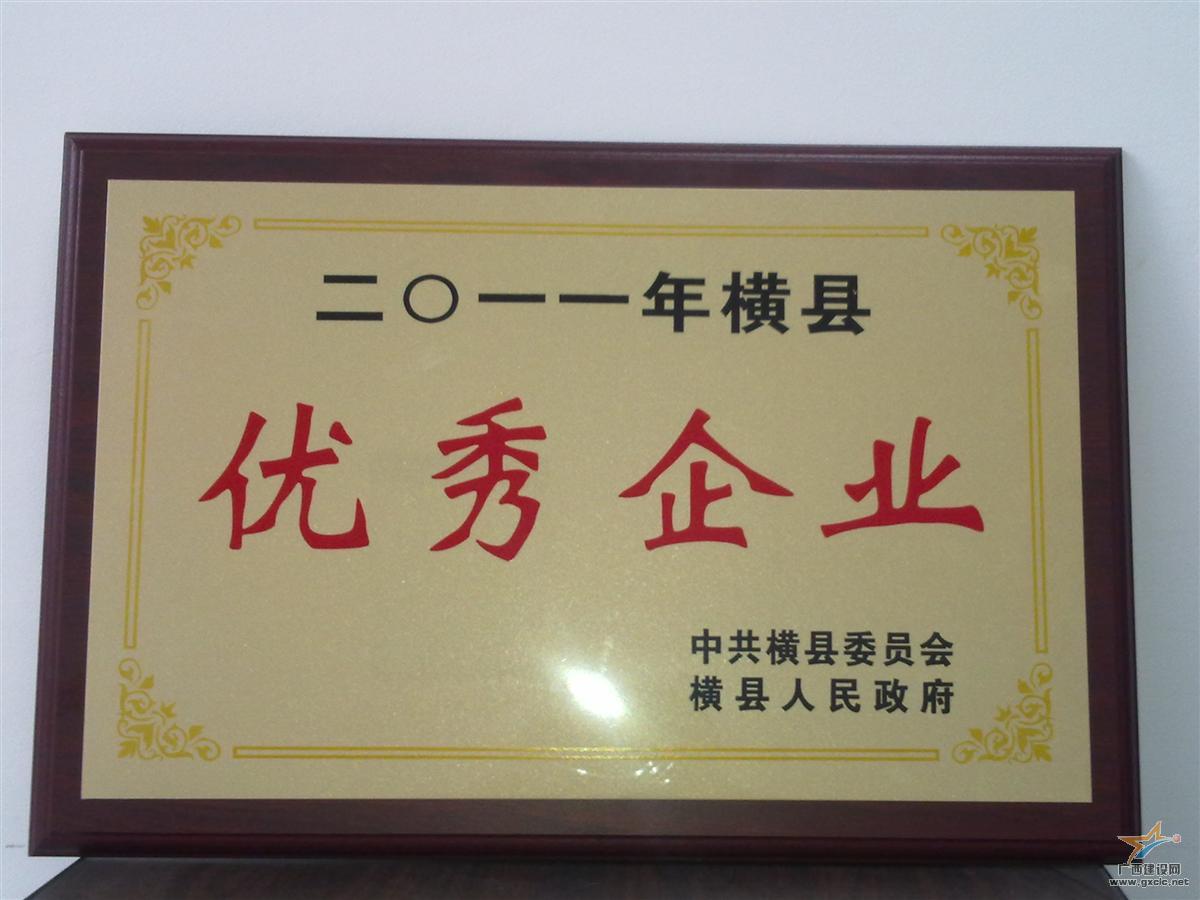 二〇一一年横县
优秀企业
中共横县委员会
横县人民政府
广西建设网
www.gxcic.net